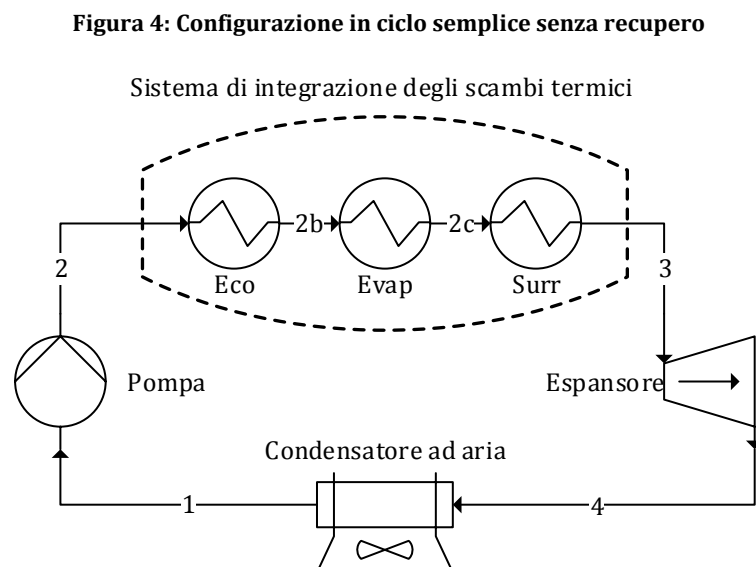 Figura 4: Configurazione in ciclo semplice senza recupero
Sistema di integrazione degli scambi termici
2b
2c
Eco
Evap
Surr
2
3
Pompa
Espansore
Condensatore ad aria
1
4